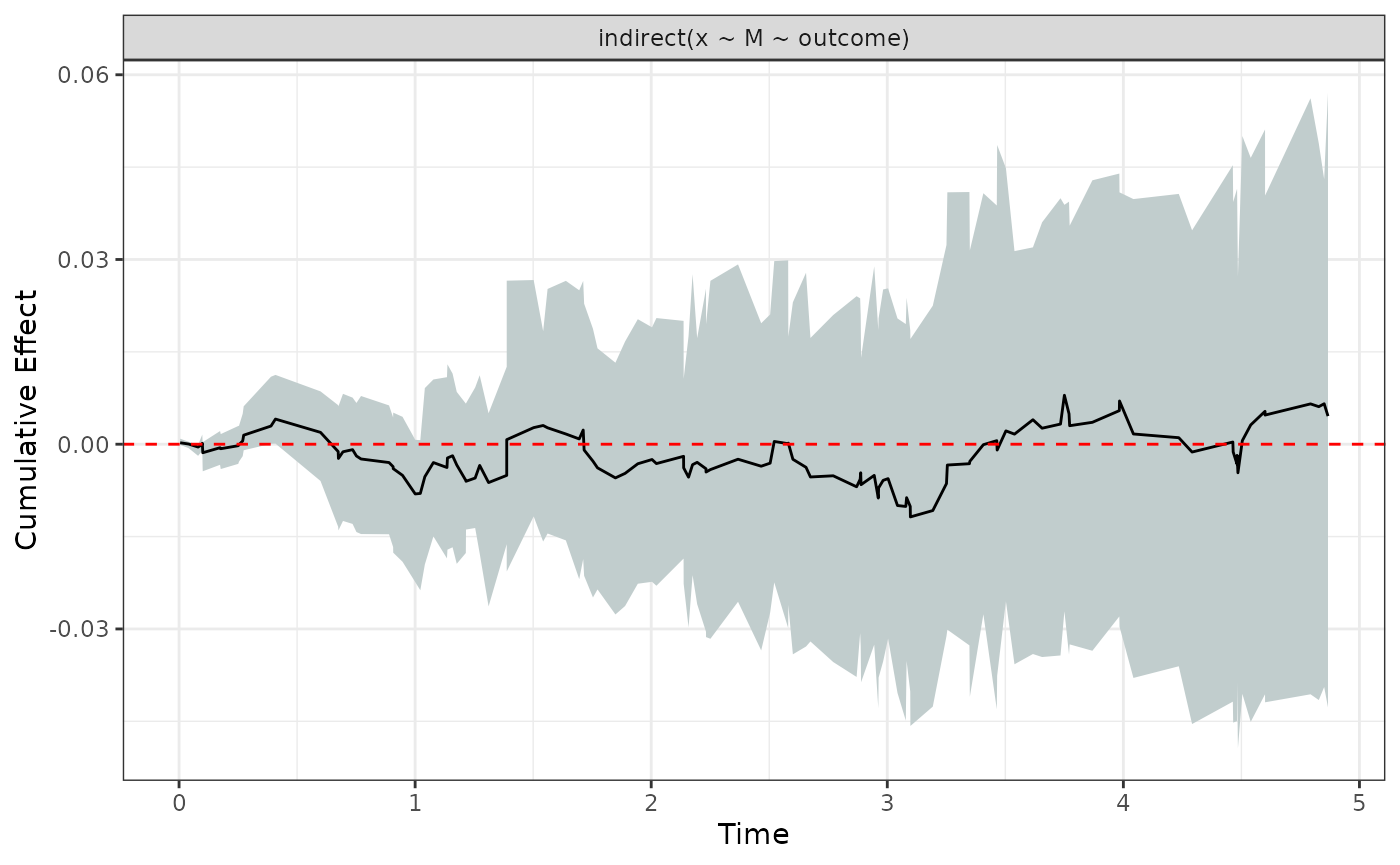 indirect(x ~ M ~ outcome)
0.06
0.03
0.00
-0.03
Cumulative Effect
0 1 2 3 4 5
Time